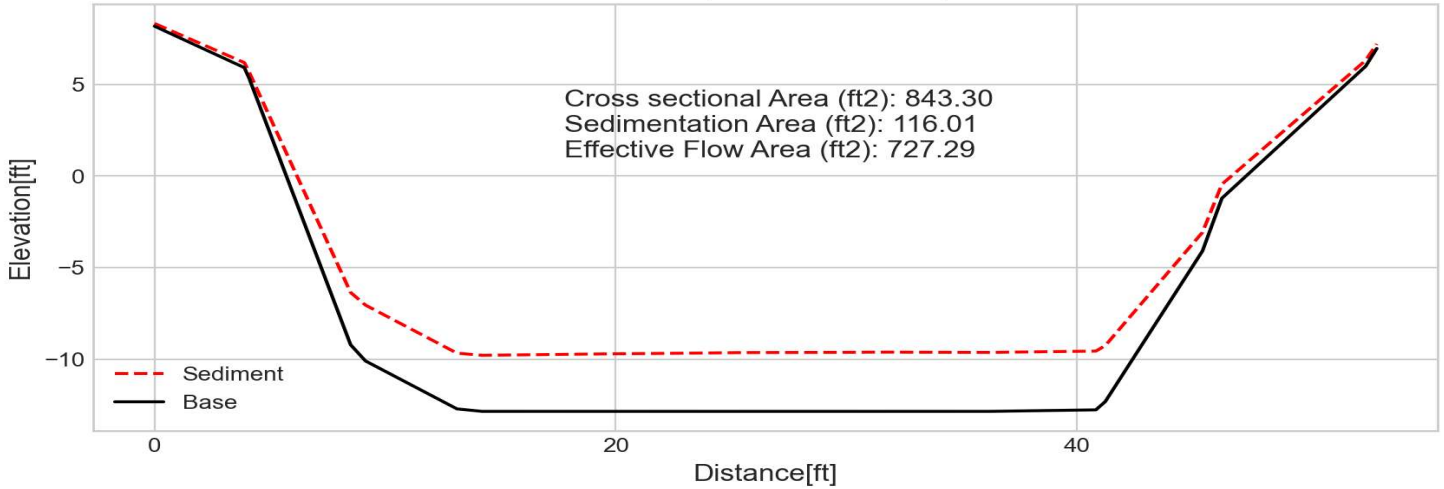 Cross sectional Area (ft2): 843.30
Sedimentation Area (ft2): 116.01
Effective Flow Area (ft2): 727.29
Elevation[ft]
5
0
−5
−10
Sediment
Base
0
20
40
Distance[ft]